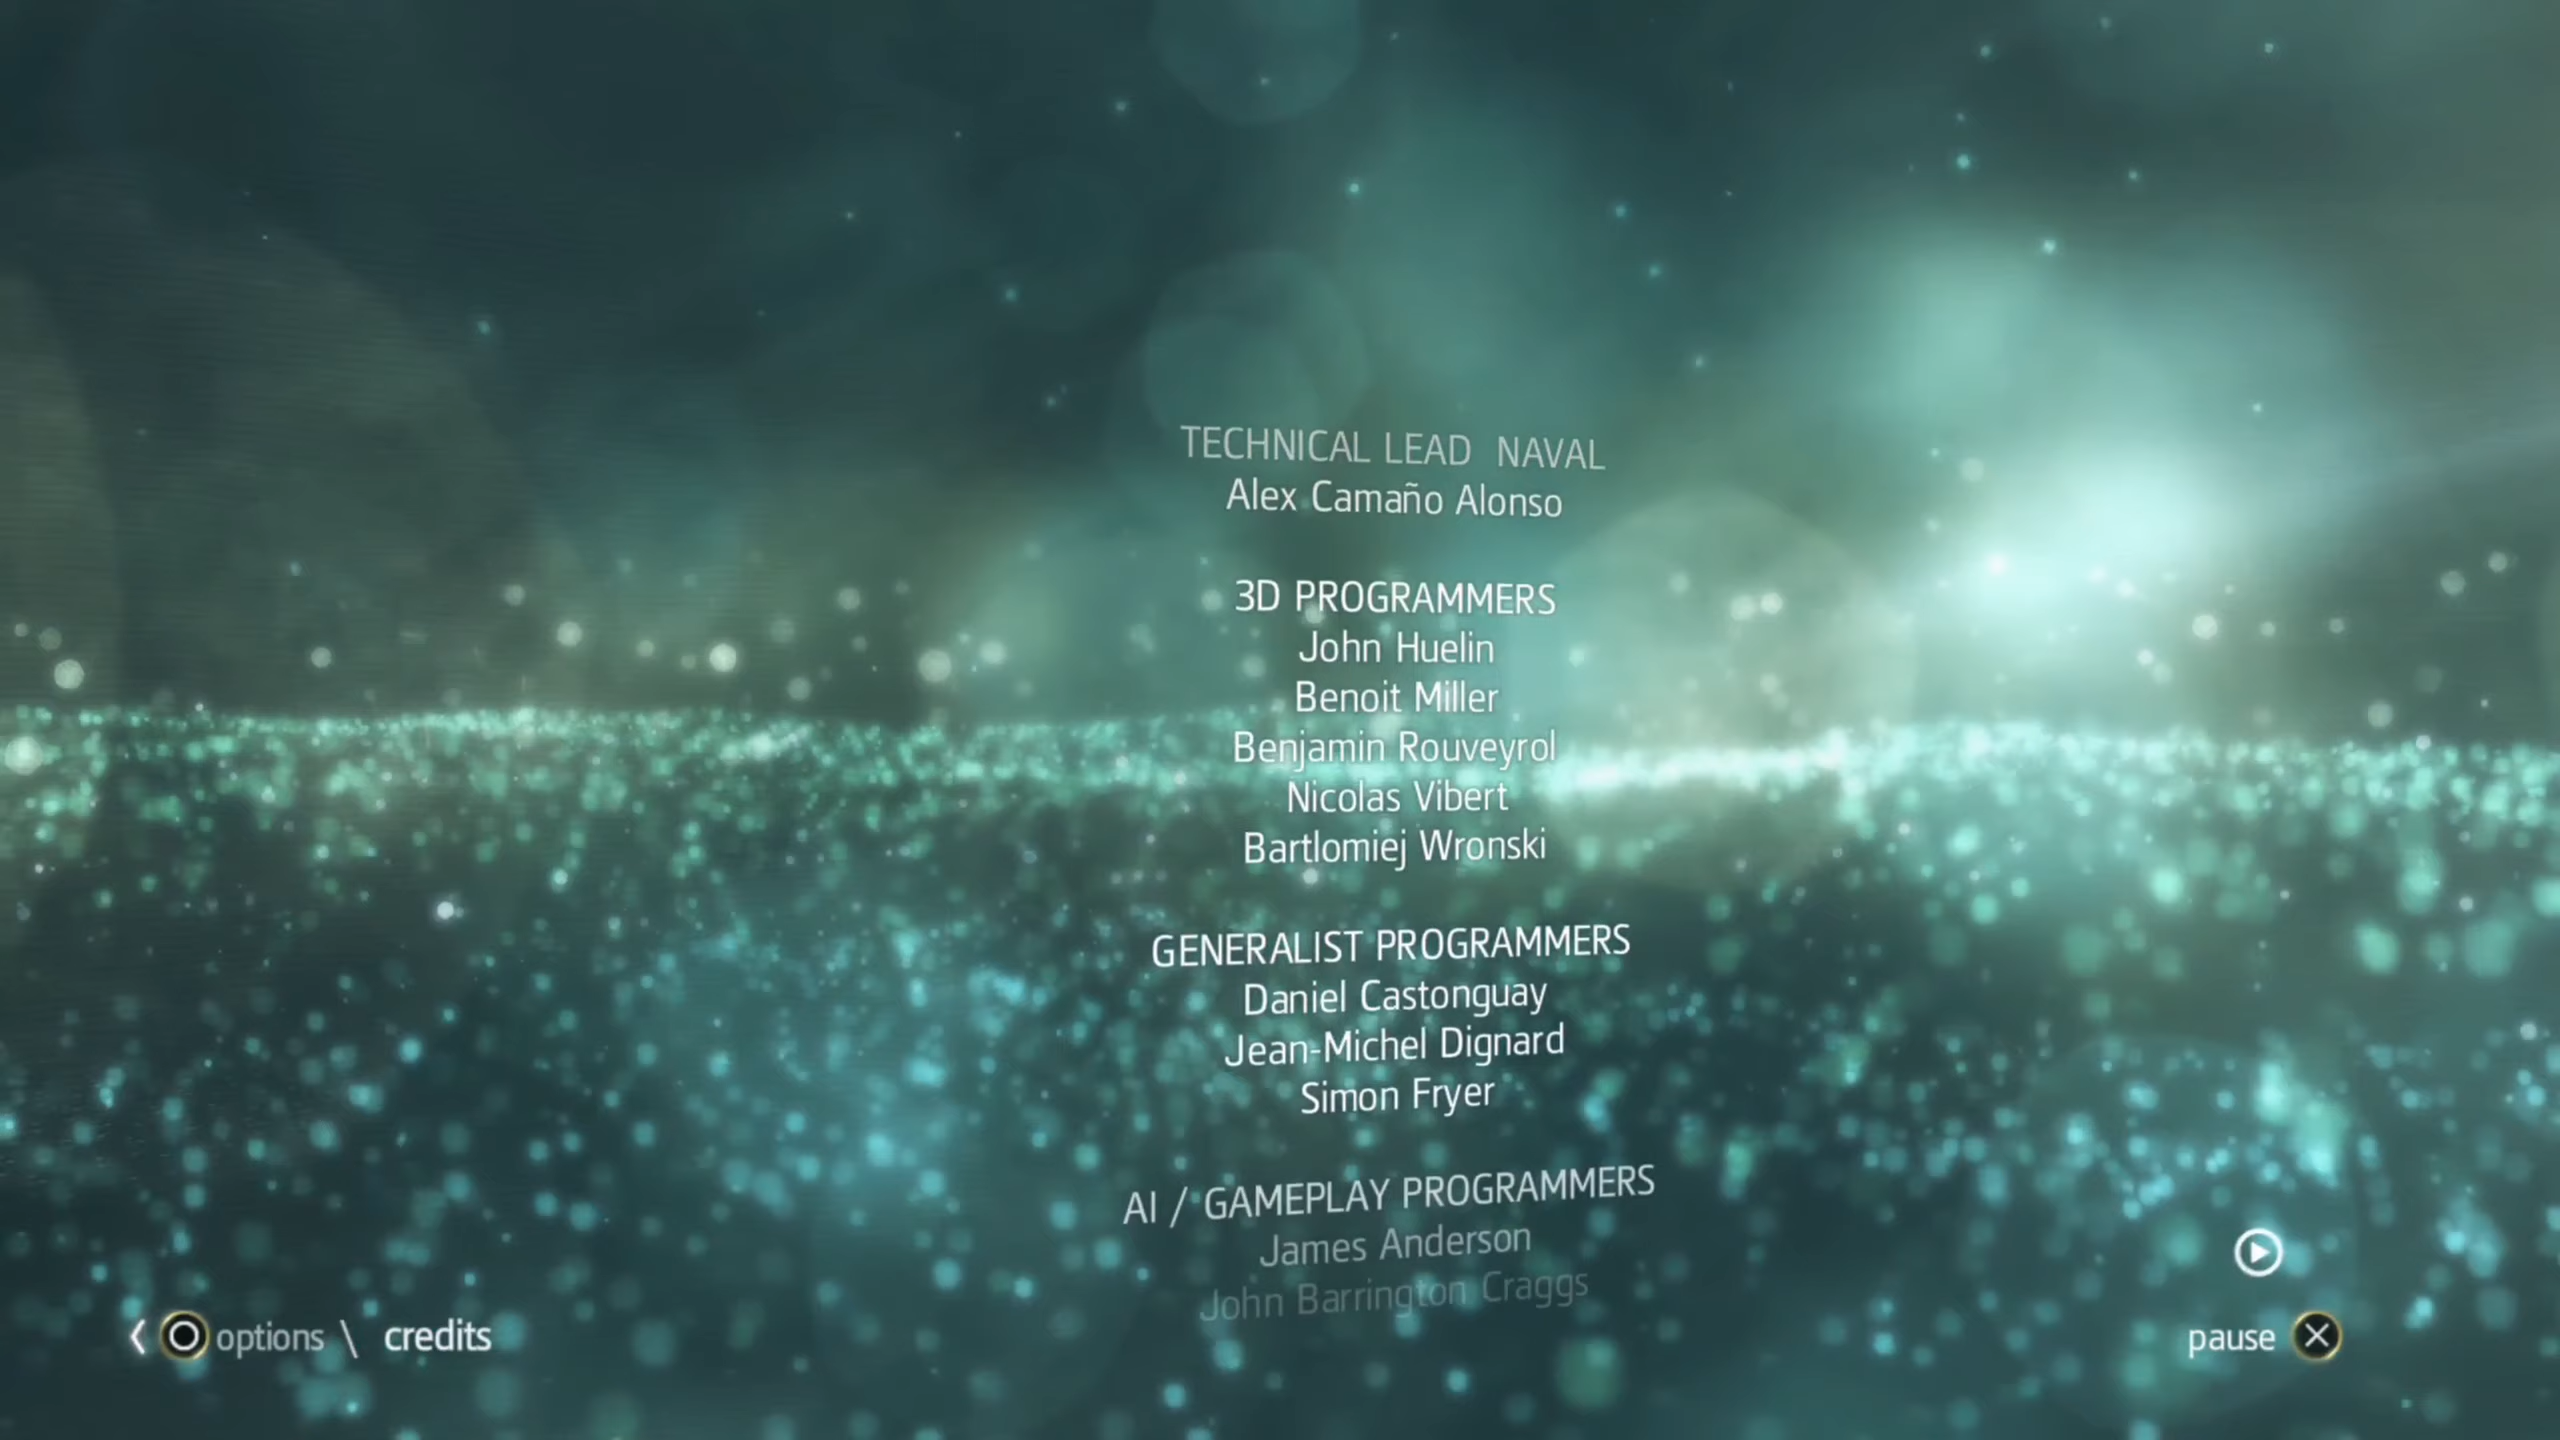 TECHNICAL LEAD  NAVAL
Alex Camaño Alonso
3D PROGRAMMERS
John Huelin
Benoit Miller
Benjamin Rouveyrol
Nicolas Vibert
Bartlomiej Wronski
GENERALIST PROGRAMMERS
Daniel Castonguay
Jean-Michel Dignard
Simon Fryer
AI / GAMEPLAY PROGRAMMERS
James Anderson
John Barrington Craggs
options \ credits
pause